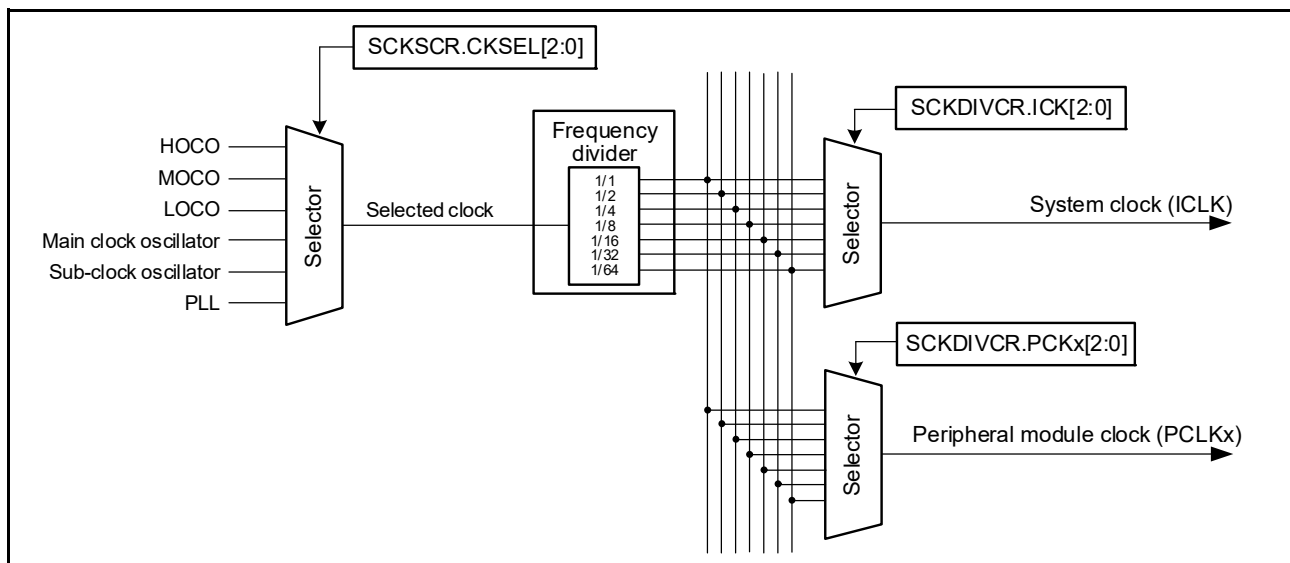 SCKSCR.CKSEL[2:0]
HOCO
MOCO
LOCO
Main clock oscillator
Sub-clock oscillator
PLL
Selector
Selected clock
Frequency
divider
1/1
1/2
1/4
1/8
1/16
1/32
1/64
SCKDIVCR.ICK[2:0]
Selector
System clock (ICLK)
SCKDIVCR.PCKx[2:0]
Selector
Peripheral module clock (PCLKx)